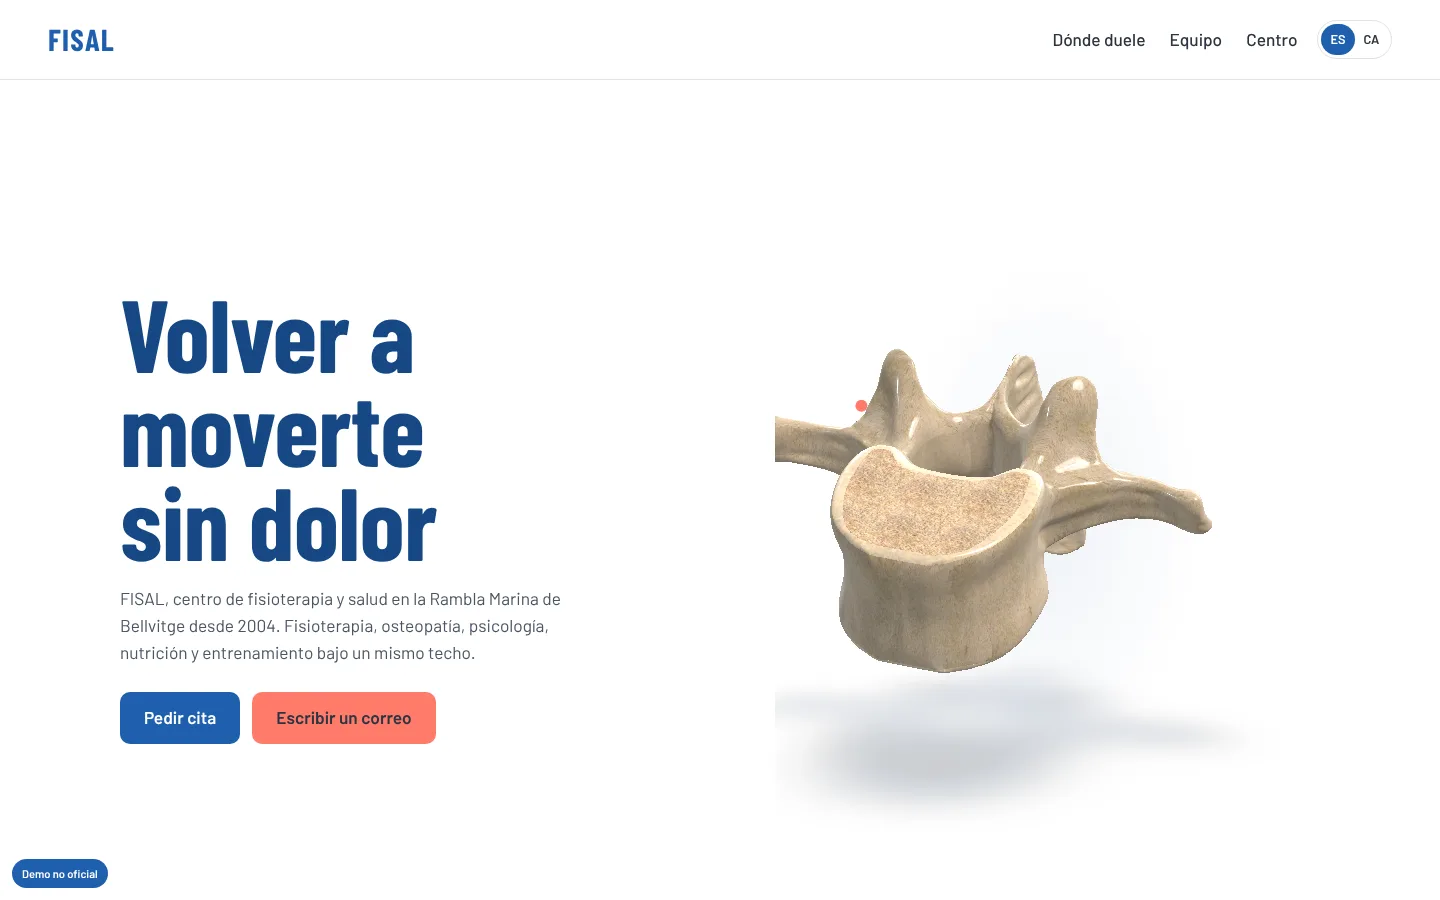 FISAL
Dónde duele
Equipo
Centro
ES
CA
Volver a
moverte
sin dolor
FISAL, centro de fisioterapia y salud en la Rambla Marina de
Bellvitge desde 2004. Fisioterapia, osteopatía, psicología,
nutrición y entrenamiento bajo un mismo techo.
Pedir cita
Escribir un correo
Demo no oficial